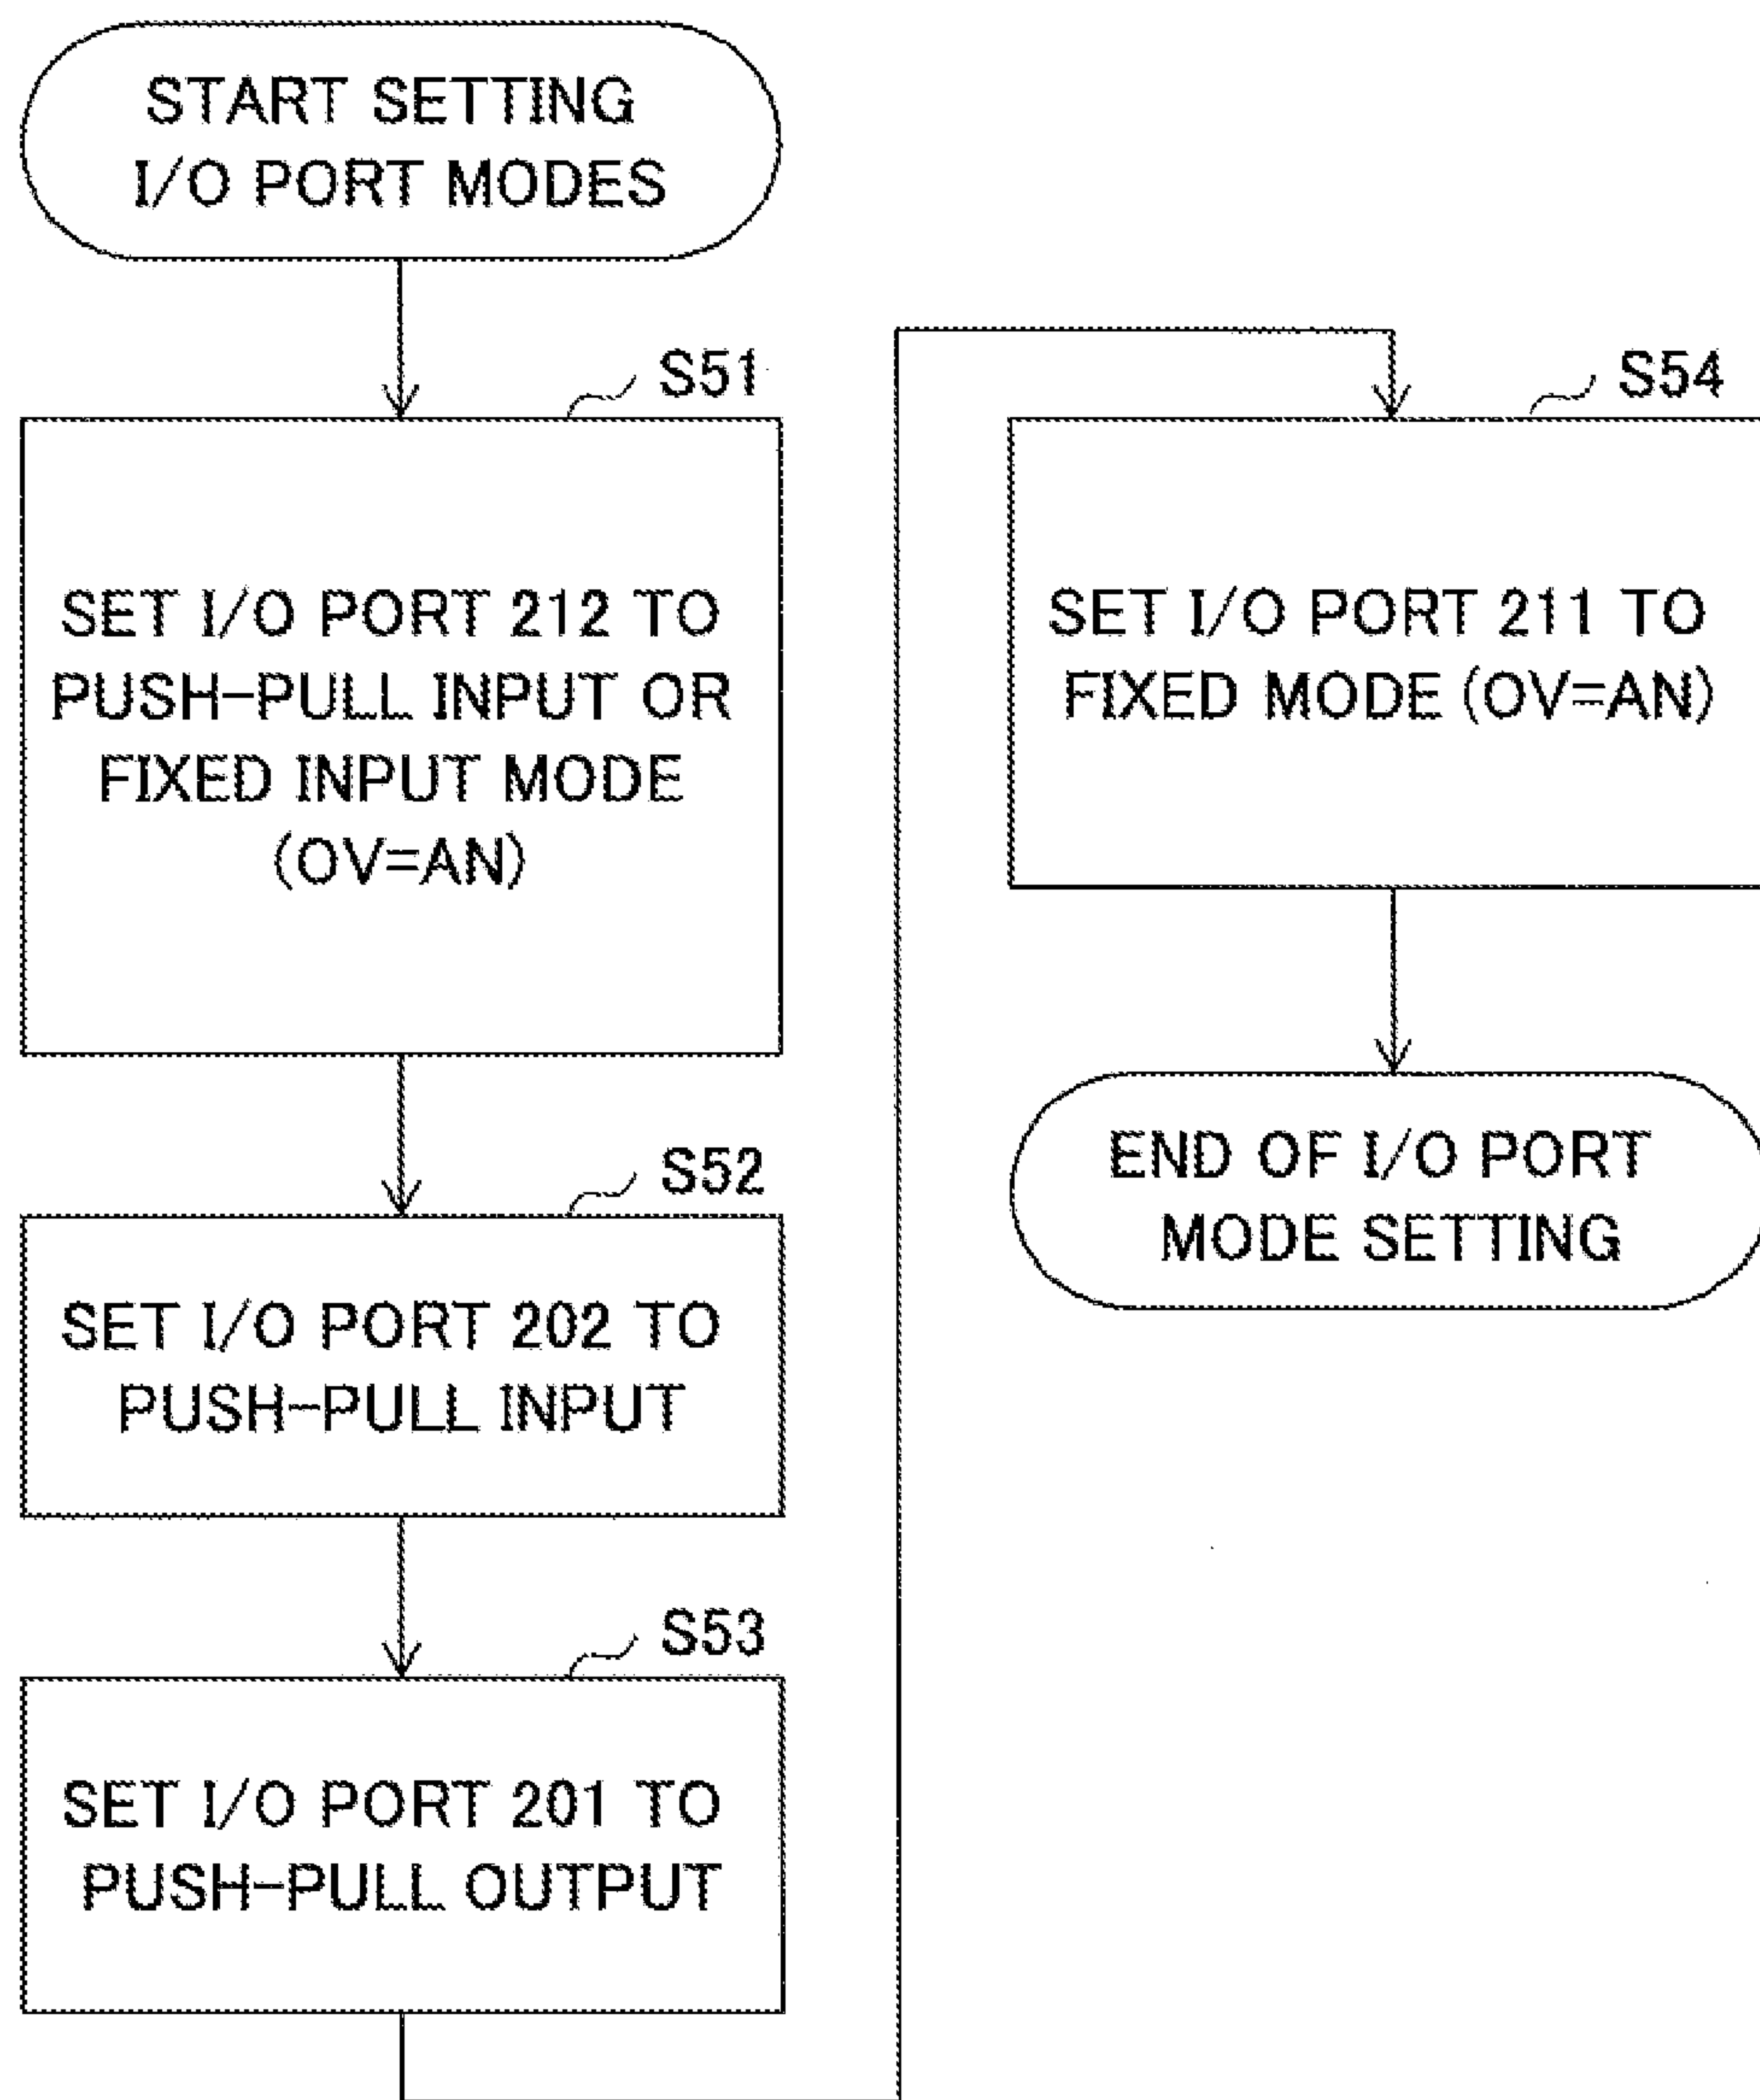 START SETTING
I/O PORT MODES
S51
SET I/O PORT 212 TO
PUSH-PULL INPUT OR
FIXED INPUT MODE
(OV=AN)
S52
SET I/O PORT 202 TO
PUSH-PULL INPUT
S53
SET I/O PORT 201 TO
PUSH-PULL OUTPUT
S54
SET I/O PORT 211 TO
FIXED MODE (OV=AN)
END OF I/O PORT
MODE SETTING